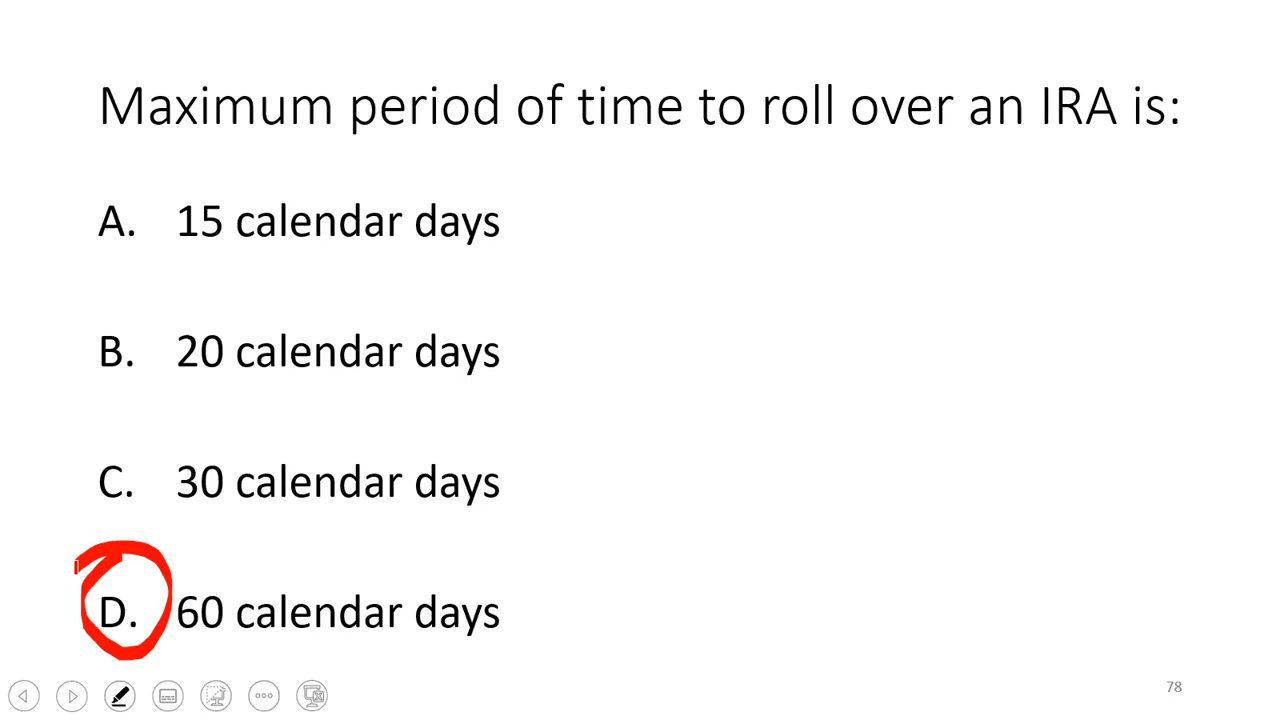 Maximum period of time to roll over an IRA is:
A. 15 calendar days
B. 20 calendar days
C. 30 calendar days
D. 60 calendar days
78